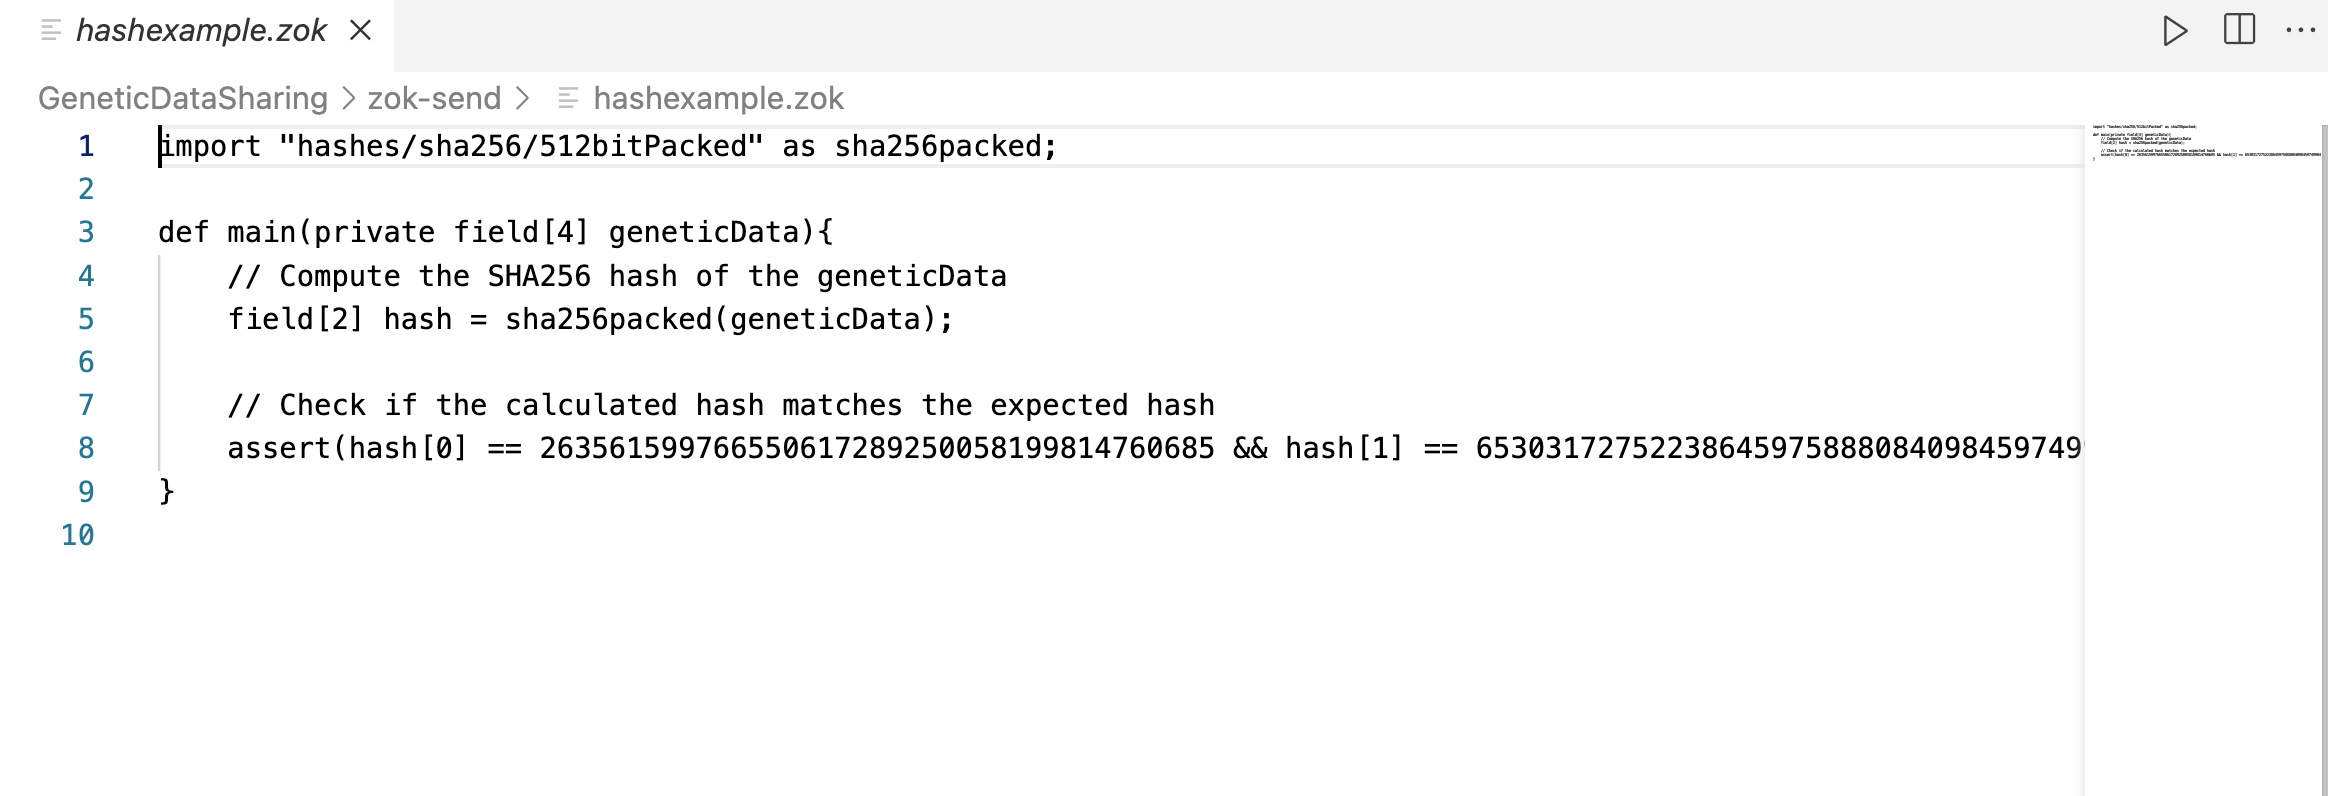 hashexample.zok
GeneticDataSharing > zok-send > hashexample.zok
1 import "hashes/sha256/512bitPacked" as sha256packed;
2
3 def main(private field[4] geneticData){
4 // Compute the SHA256 hash of the geneticData
5 field[2] hash = sha256packed(geneticData);
6
7 // Check if the calculated hash matches the expected hash
8 assert(hash[0] == 263561599766550617289250058199814760685 && hash[1] == 65303172752238645975888084098459749
9 }
10